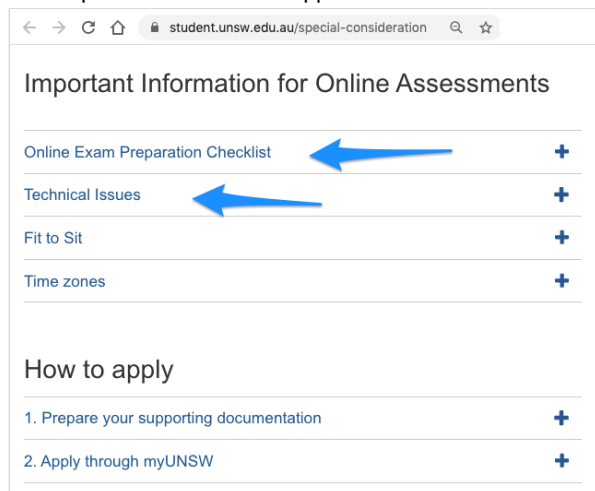 student.unsw.edu.au/special-consideration
Important Information for Online Assessments
Online Exam Preparation Checklist
Technical Issues
Fit to Sit
Time zones
How to apply
1. Prepare your supporting documentation
2. Apply through myUNSW